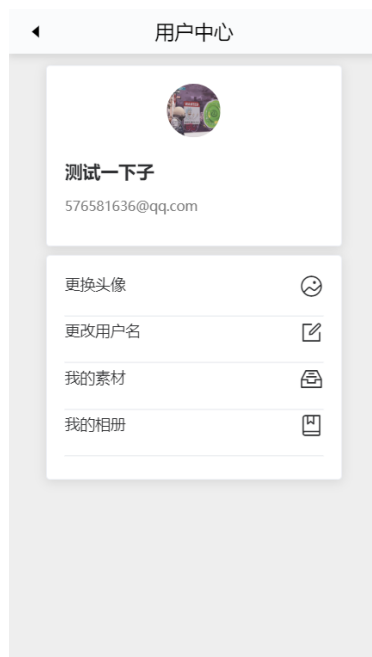 用户中心
测试一下子
576581636@qq.com
更换头像
更改用户名
我的素材
我的相册